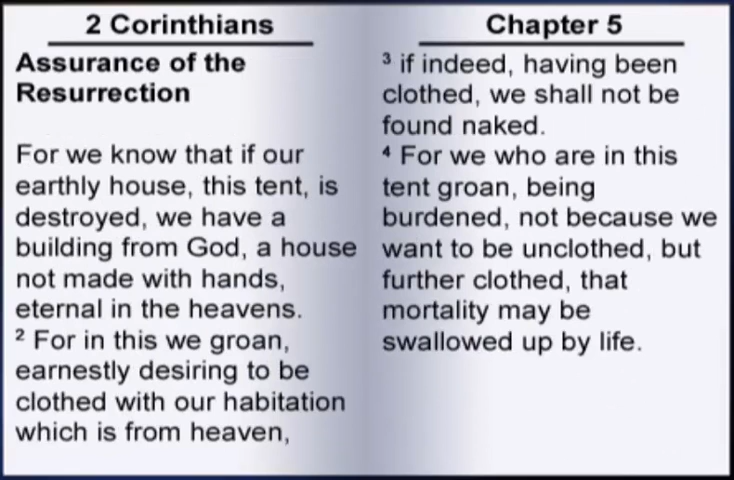 2 Corinthians
Assurance of the
Resurrection
For we know that if our
earthly house, this tent, is
destroyed, we have a
building from God, a house
not made with hands,
eternal in the heavens.
² For in this we groan,
earnestly desiring to be
clothed with our habitation
which is from heaven,
Chapter 5
³ if indeed, having been
clothed, we shall not be
found naked.
⁴ For we who are in this
tent groan, being
burdened, not because we
want to be unclothed, but
further clothed, that
mortality may be
swallowed up by life.